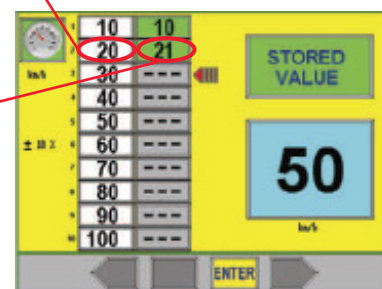 1 10 10
2 20 21
km/h 3 30 ---
4 40 ---
5 50 ---
± 10 % 6 60 ---
7 70 ---
8 80 ---
9 90 ---
10 100 ---
STORED
VALUE
50
km/h
ENTER